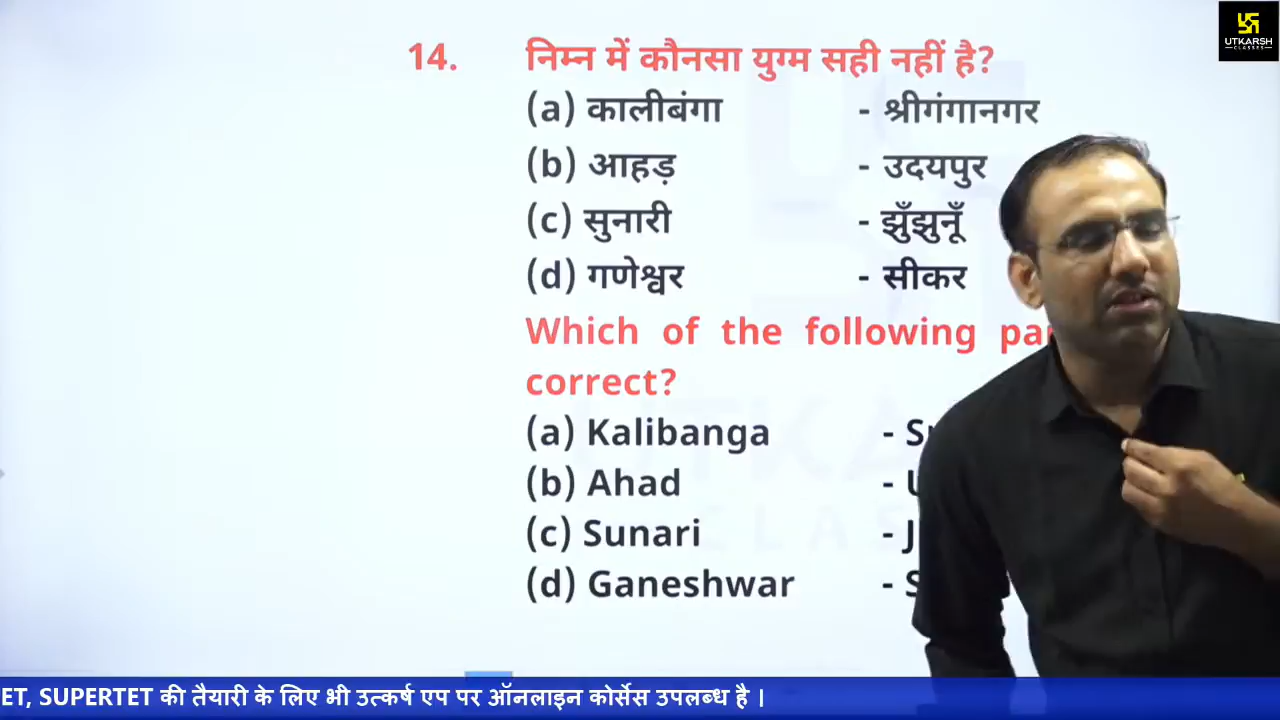 UTKARSH
CLASSES
14. निम्न में कौनसा युग्म सही नहीं है?
(a) कालीबंगा - श्रीगंगानगर
(b) आहड़ - उदयपुर
(c) सुनारी - झुँझुनूँ
(d) गणेश्वर - सीकर
Which of the following
correct?
(a) Kalibanga -
(b) Ahad -
(c) Sunari -
(d) Ganeshwar -
ET, SUPERTET की तैयारी के लिए भी उत्कर्ष एप पर ऑनलाइन कोर्सेस उपलब्ध है |